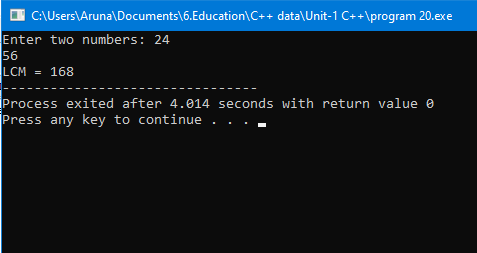 C:\Users\Aruna\Documents\6.Education\C++ data\Unit-1 C++\program 20.exe
Enter two numbers: 24
56
LCM = 168
--------------------------------
Process exited after 4.014 seconds with return value 0
Press any key to continue . . .